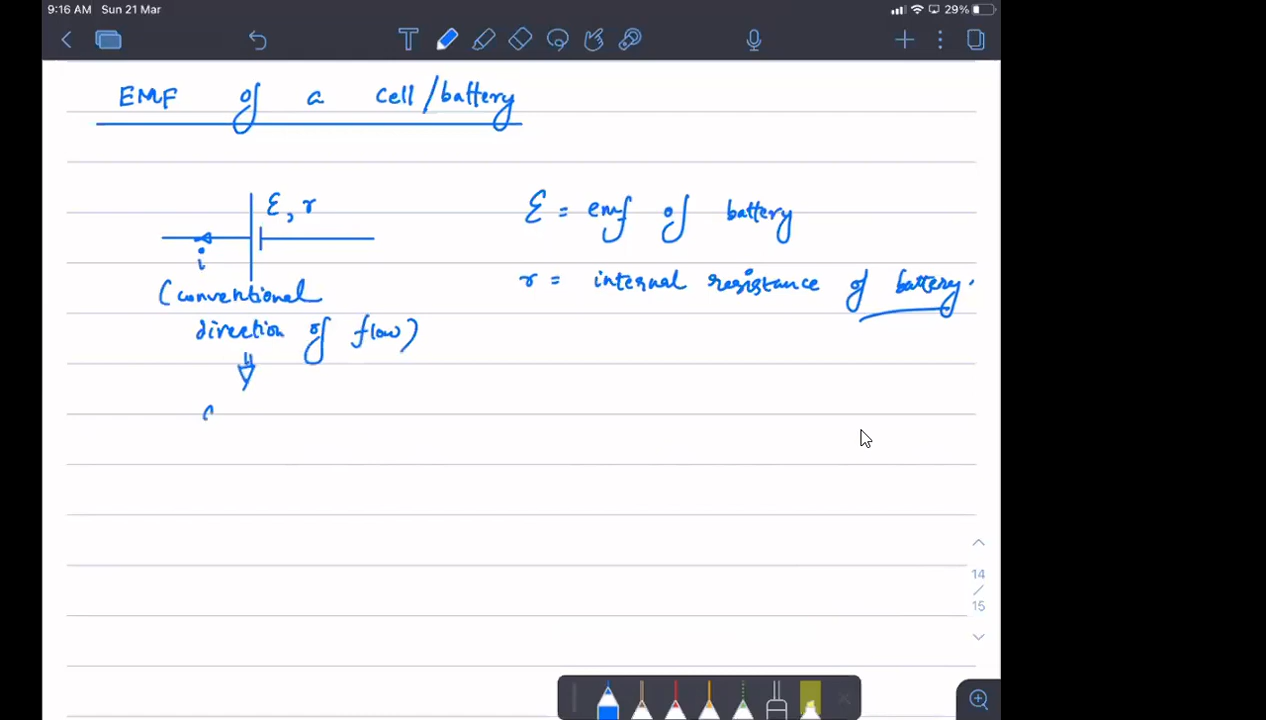 9:16 AM Sun 21 Mar
29%
EMF of a cell/battery
ℰ, r
i
(conventional
direction of flow)
ℰ = emf of battery
r = internal resistance of battery.
14
/
15